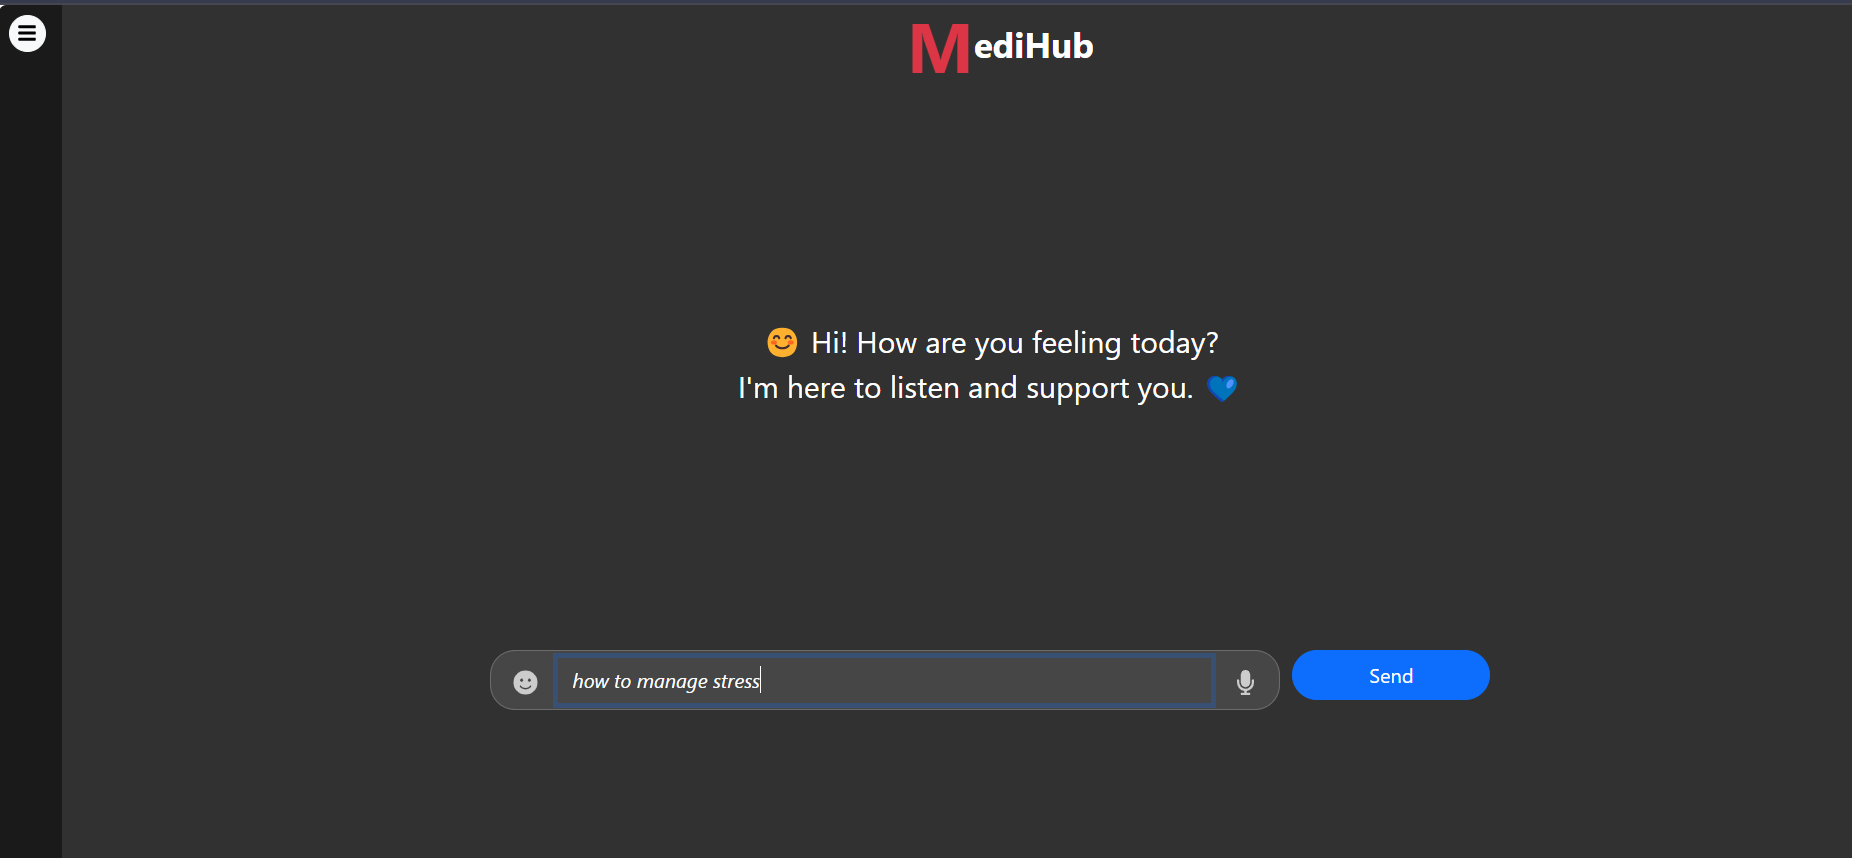 MediHub
😊 Hi! How are you feeling today?
I'm here to listen and support you. 💙
how to manage stress
Send